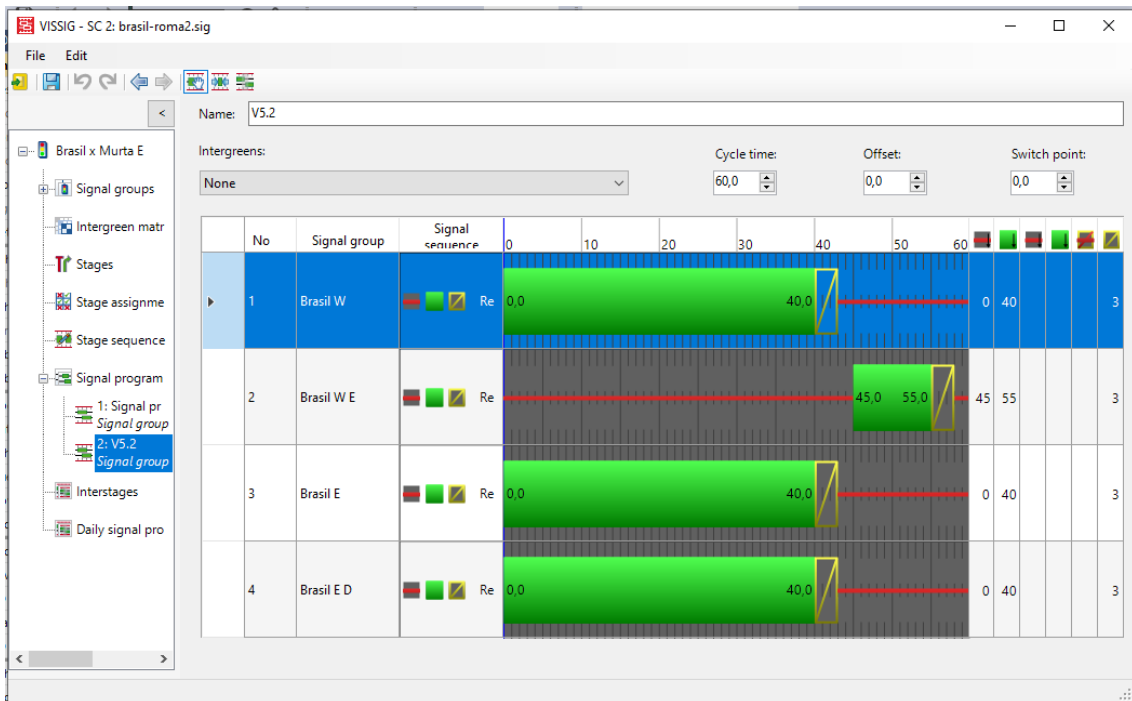 VISSIG - SC 2: brasil-roma2.sig
File Edit
<
Name: V5.2
Brasil x Murta E
Signal groups
Intergreen matr
Stages
Stage assignme
Stage sequence
Signal program
1: Signal pr
Signal group
2: V5.2
Signal group
Interstages
Daily signal pro
Intergreens: Cycle time: Offset: Switch point:
None 60,0 0,0 0,0
No Signal group Signal sequence 0 10 20 30 40 50 60
1 Brasil W Re 0,0 40,0 0 40 3
2 Brasil W E Re 45,0 55,0 45 55 3
3 Brasil E Re 0,0 40,0 0 40 3
4 Brasil E D Re 0,0 40,0 0 40 3